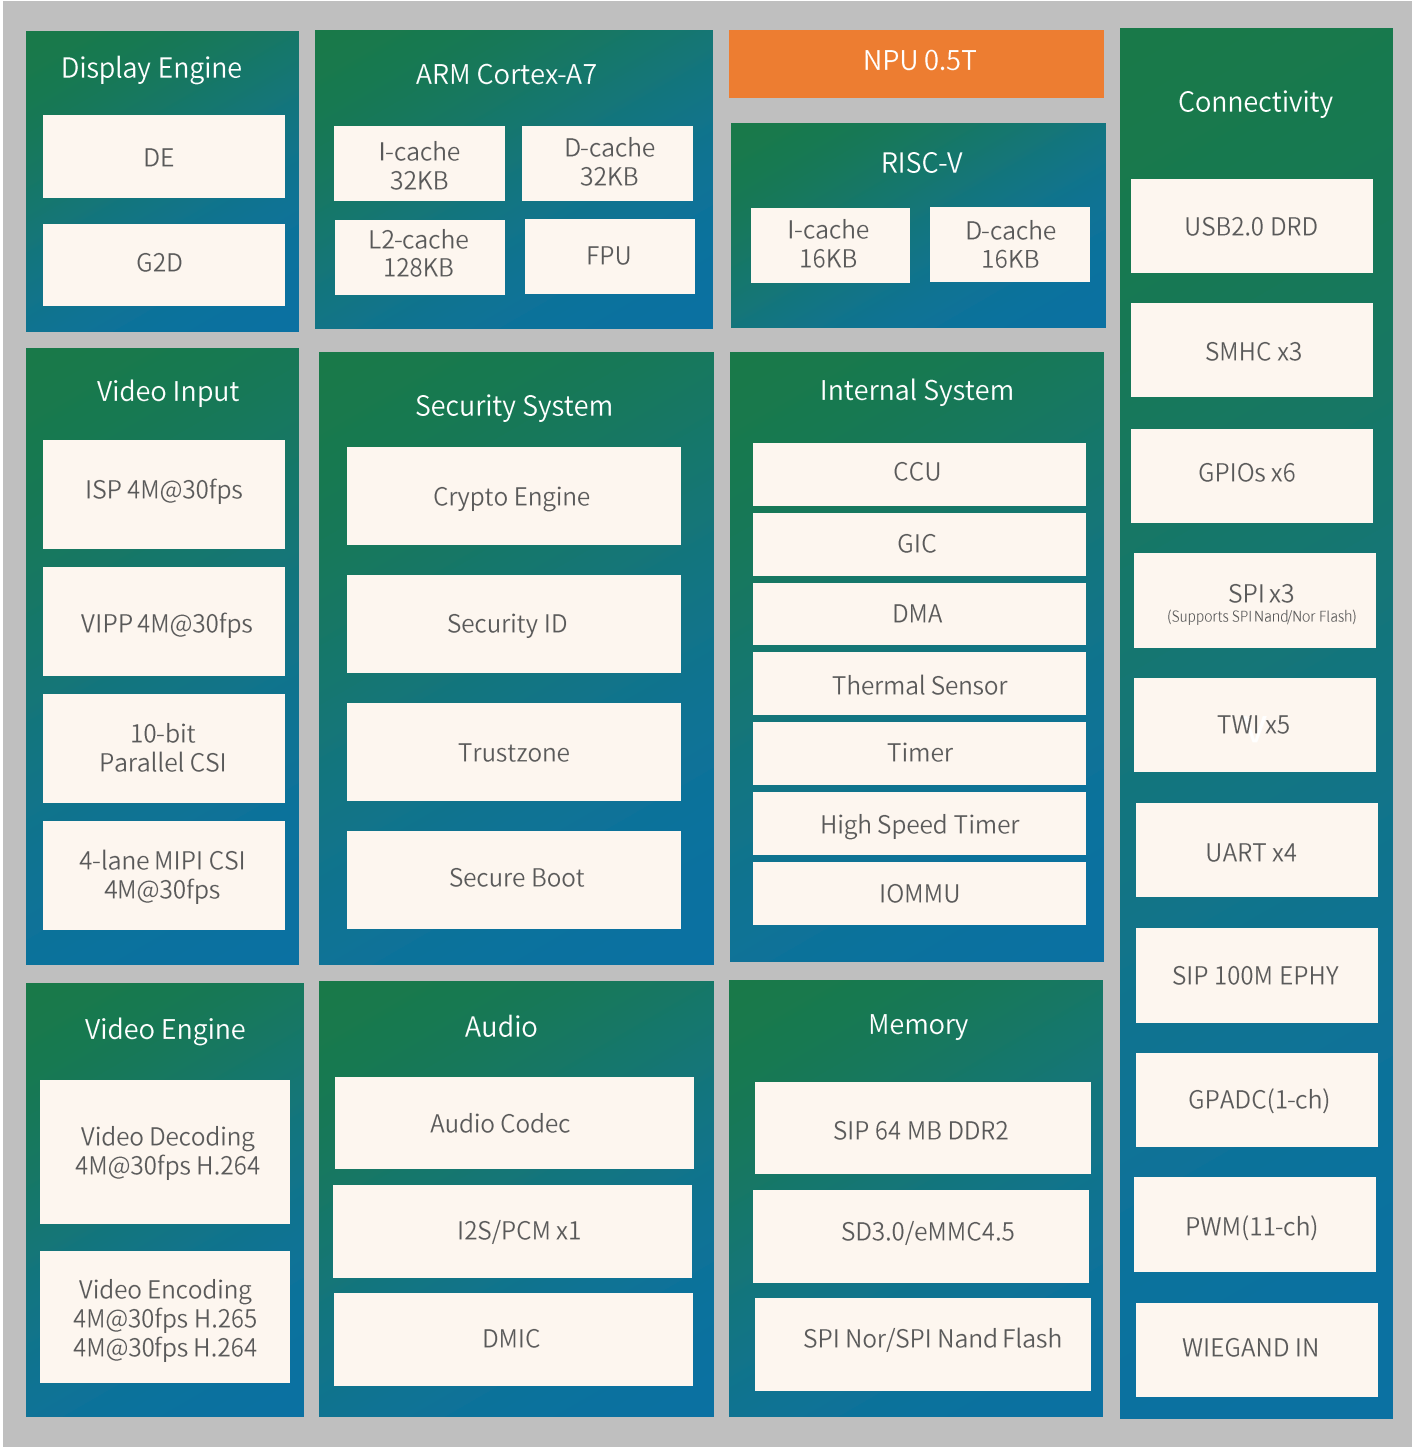 Display Engine
DE
G2D
ARM Cortex-A7
I-cache
32KB
D-cache
32KB
L2-cache
128KB
FPU
NPU 0.5T
RISC-V
I-cache
16KB
D-cache
16KB
Connectivity
USB2.0 DRD
SMHC x3
GPIOs x6
SPI x3
(Supports SPI Nand/Nor Flash)
TWI x5
UART x4
SIP 100M EPHY
GPADC(1-ch)
PWM(11-ch)
WIEGAND IN
Video Input
ISP 4M@30fps
VIPP 4M@30fps
10-bit
Parallel CSI
4-lane MIPI CSI
4M@30fps
Security System
Crypto Engine
Security ID
Trustzone
Secure Boot
Internal System
CCU
GIC
DMA
Thermal Sensor
Timer
High Speed Timer
IOMMU
Video Engine
Video Decoding
4M@30fps H.264
Video Encoding
4M@30fps H.265
4M@30fps H.264
Audio
Audio Codec
I2S/PCM x1
DMIC
Memory
SIP 64 MB DDR2
SD3.0/eMMC4.5
SPI Nor/SPI Nand Flash